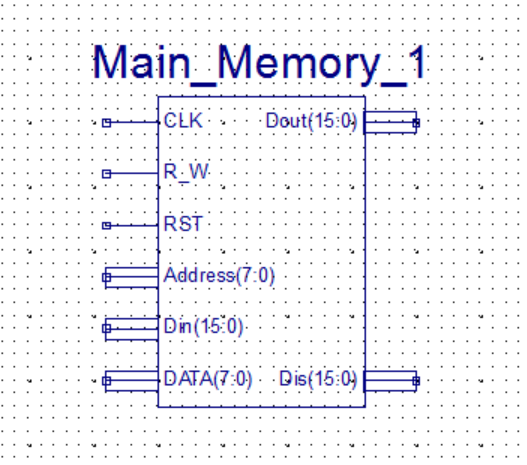 Main_Memory_1
CLK Dout(15:0)
R_W
RST
Address(7:0)
Din(15:0)
DATA(7:0) Dis(15:0)